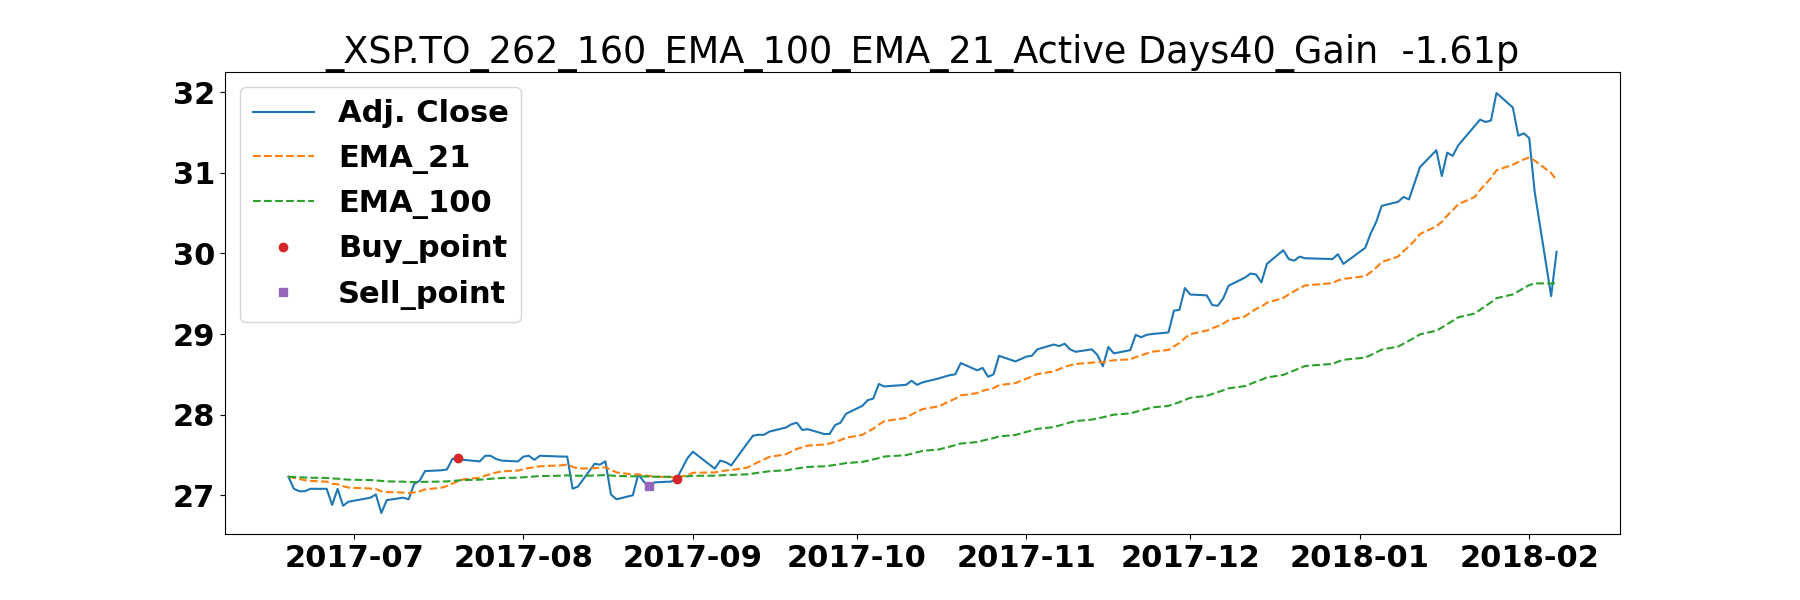 _XSP.TO_262_160_EMA_100_EMA_21_Active Days40_Gain  -1.61p
32
31
30
29
28
27
Adj. Close
EMA_21
EMA_100
Buy_point
Sell_point
2017-07 2017-08 2017-09 2017-10 2017-11 2017-12 2018-01 2018-02